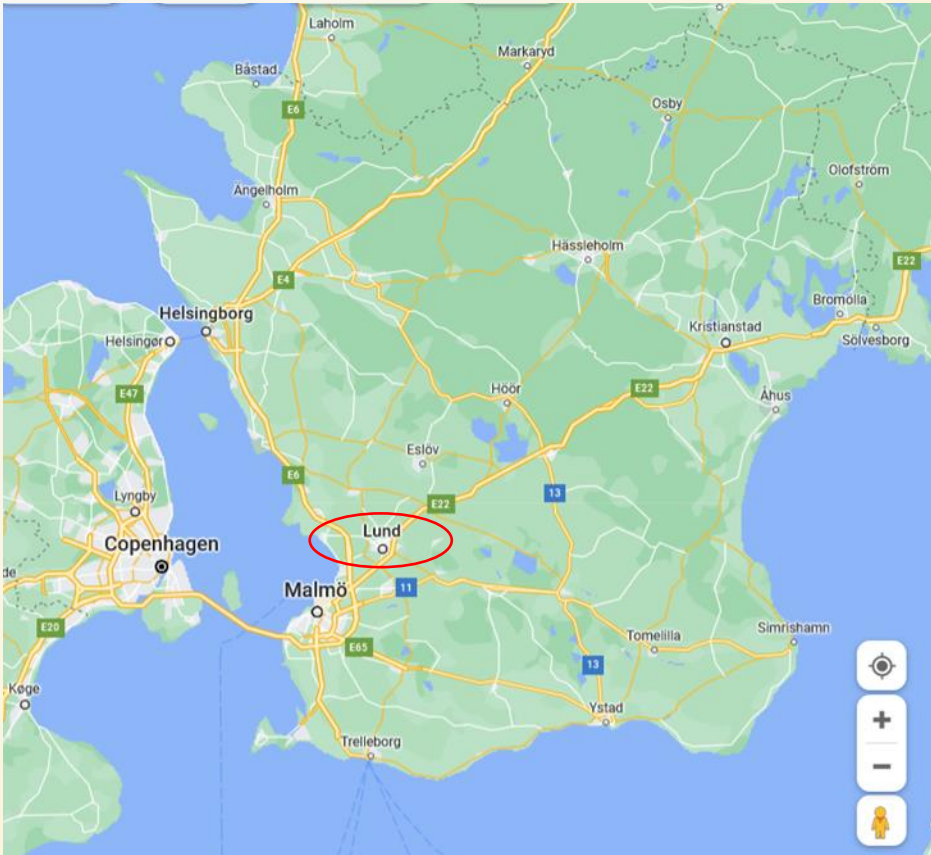 Laholm
Markaryd
Båstad
Osby
E6
Olofström
Ängelholm
Hässleholm
E22
E4
Bromölla
Helsingborg
Kristianstad
Helsingør
Sölvesborg
E47
Höör
E22
Åhus
Eslöv
E6
13
Lyngby
E22
Lund
Copenhagen
de
11
Malmö
E20
Tomelilla
Simrishamn
E65
13
Køge
Ystad
Trelleborg
+
−